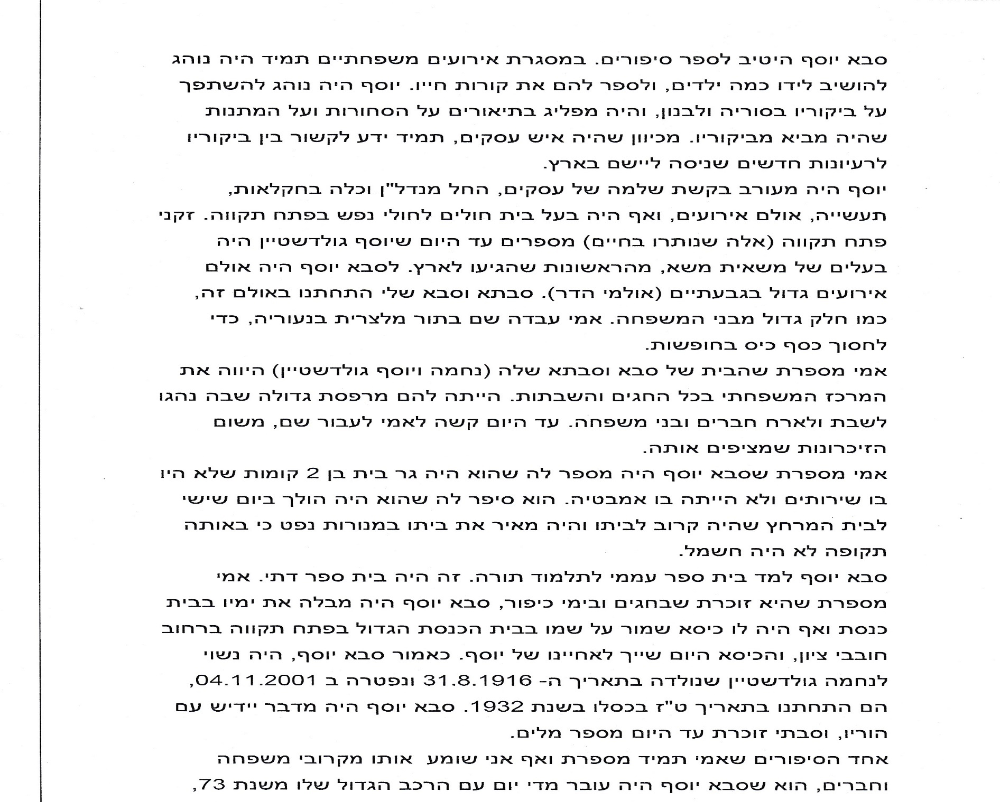 סבא יוסף היטיב לספר סיפורים. במסגרת אירועים משפחתיים תמיד היה נוהג
להושיב לידו כמה ילדים, ולספר להם את קורות חייו. יוסף היה נוהג להשתפך
על ביקוריו בסוריה ולבנון, והיה מפליג בתיאורים על הסחורות ועל המתנות
שהיה מביא מביקוריו. מכיוון שהיה איש עסקים, תמיד ידע לקשור בין ביקוריו
לרעיונות חדשים שניסה ליישם בארץ.
יוסף היה מעורב בקשת שלמה של עסקים, החל מנדל"ן וכלה בחקלאות,
תעשייה, אולם אירועים, ואף היה בעל בית חולים לחולי נפש בפתח תקווה. זקני
פתח תקווה (אלה שנותרו בחיים) מספרים עד היום שיוסף גולדשטיין היה
בעלים של משאית משא, מהראשונות שהגיעו לארץ. לסבא יוסף היה אולם
אירועים גדול בגבעתיים (אולמי הדר). סבתא וסבא שלי התחתנו באולם זה,
כמו חלק גדול מבני המשפחה. אמי עבדה שם בתור מלצרית בנעוריה, כדי
לחסוך כסף כיס בחופשות.
אמי מספרת שהבית של סבא וסבתא שלה (נחמה ויוסף גולדשטיין) היווה את
המרכז המשפחתי בכל החגים והשבתות. הייתה להם מרפסת גדולה שבה נהגו
לשבת ולארח חברים ובני משפחה. עד היום קשה לאמי לעבור שם, משום
הזיכרונות שמציפים אותה.
אמי מספרת שסבא יוסף היה מספר לה שהוא היה גר בית בן 2 קומות שלא היו
בו שירותים ולא הייתה בו אמבטיה. הוא סיפר לה שהוא היה הולך ביום שישי
לבית המרחץ שהיה קרוב לביתו והיה מאיר את ביתו במנורות נפט כי באותה
תקופה לא היה חשמל.
סבא יוסף למד בית ספר עממי לתלמוד תורה. זה היה בית ספר דתי. אמי
מספרת שהיא זוכרת שבחגים ובימי כיפור, סבא יוסף היה מבלה את ימיו בבית
כנסת ואף היה לו כיסא שמור על שמו בבית הכנסת הגדול בפתח תקווה ברחוב
חובבי ציון, והכיסא היום שייך לאחיינו של יוסף. כאמור סבא יוסף, היה נשוי
לנחמה גולדשטיין שנולדה בתאריך ה- 31.8.1916 ונפטרה ב 04.11.2001,
הם התחתנו בתאריך ט"ז בכסלו בשנת 1932. סבא יוסף היה מדבר יידיש עם
הוריו, וסבתי זוכרת עד היום מספר מלים.
אחד הסיפורים שאמי תמיד מספרת ואף אני שומע אותו מקרובי משפחה
וחברים, הוא שסבא יוסף היה עובר מדי יום עם הרכב הגדול שלו משנת 73,